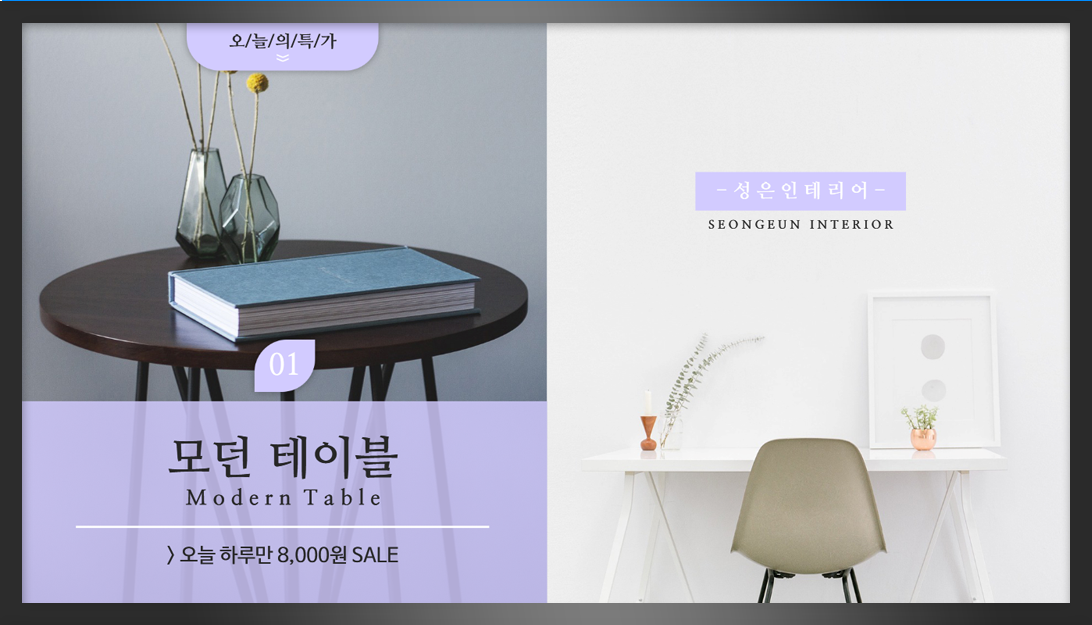 오/늘/의/특/가
01
모던 테이블
Modern Table
> 오늘 하루만 8,000원 SALE
- 성은인테리어 -
SEONGEUN INTERIOR